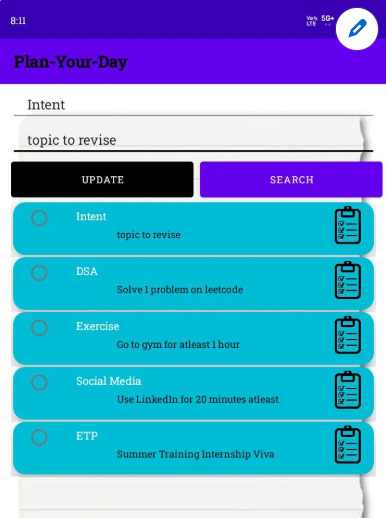 8:11
Vo))
LTE
5G+
Plan-Your-Day
Intent
topic to revise
UPDATE
SEARCH
Intent
topic to revise
DSA
Solve 1 problem on leetcode
Exercise
Go to gym for atleast 1 hour
Social Media
Use LinkedIn for 20 minutes atleast
ETP
Summer Training Internship Viva